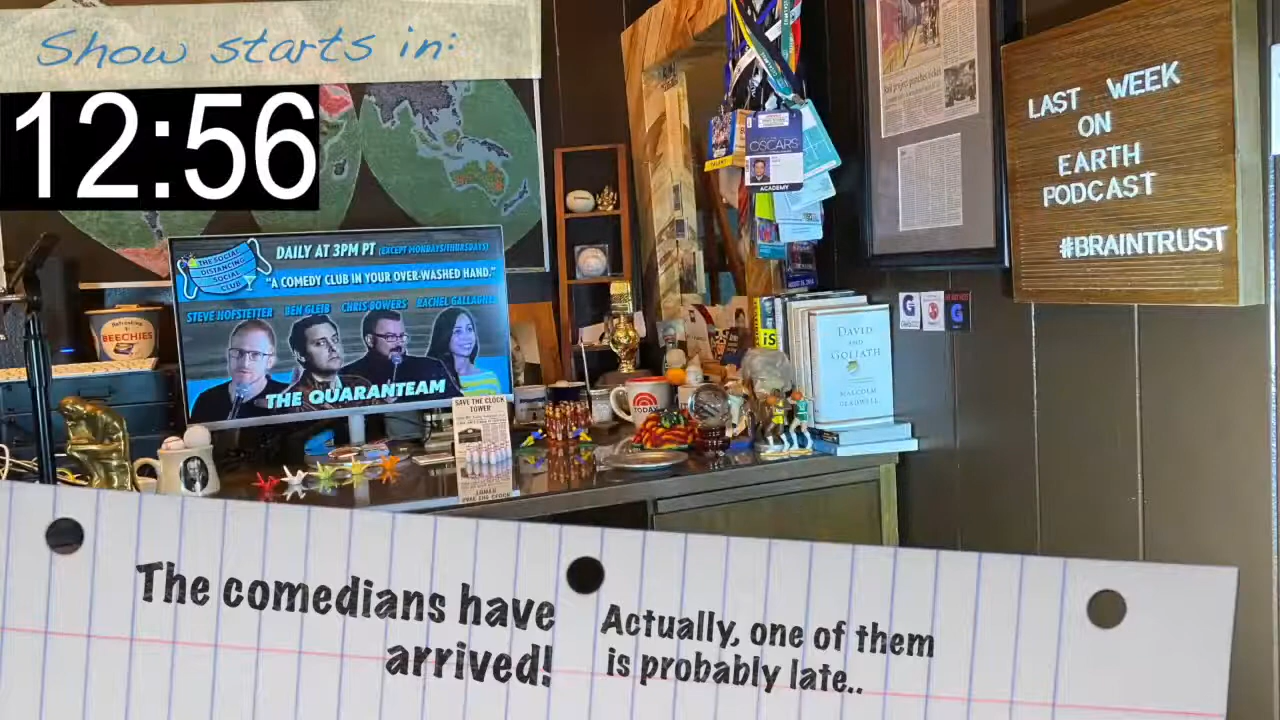 Show starts in:
12:56
THE SOCIAL
DISTANCING
SOCIAL
CLUB
DAILY AT 3PM PT (EXCEPT MONDAYS/THURSDAYS)
"A COMEDY CLUB IN YOUR OVER-WASHED HAND."
STEVE HOFSTETTER BEN GLEIB CHRIS BOWERS RACHEL GALLAGHER
THE QUARANTEAM
BEECHIES
SAVE THE CLOCK
TOWER
TODAY
OSCARS
ACADEMY
iS
DAVID
AND
GOLIATH
MALCOLM
GLADWELL
LAST WEEK
ON
EARTH
PODCAST
#BRAINTRUST
The comedians have
arrived!
Actually, one of them
is probably late..